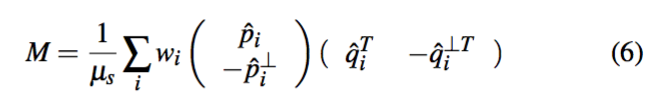 M = \frac{1}{\mu_s} \sum_i w_i \begin{pmatrix} \hat{p}_i \\ -\hat{p}_i^{\perp} \end{pmatrix} \begin{pmatrix} \hat{q}_i^T & -\hat{q}_i^{\perp T} \end{pmatrix} (6)